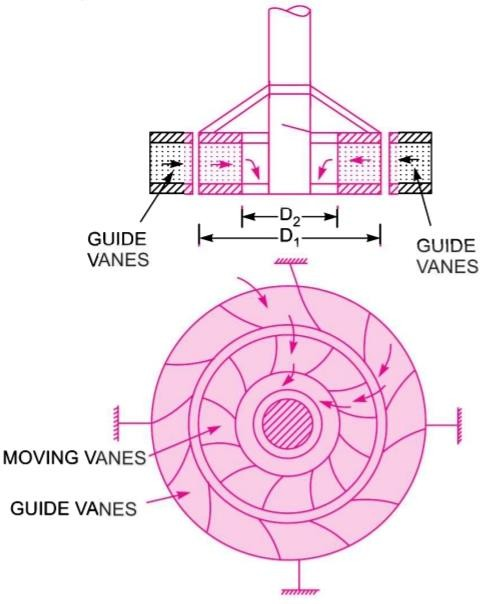 GUIDE
VANES
D2
D1
GUIDE
VANES
MOVING VANES
GUIDE VANES